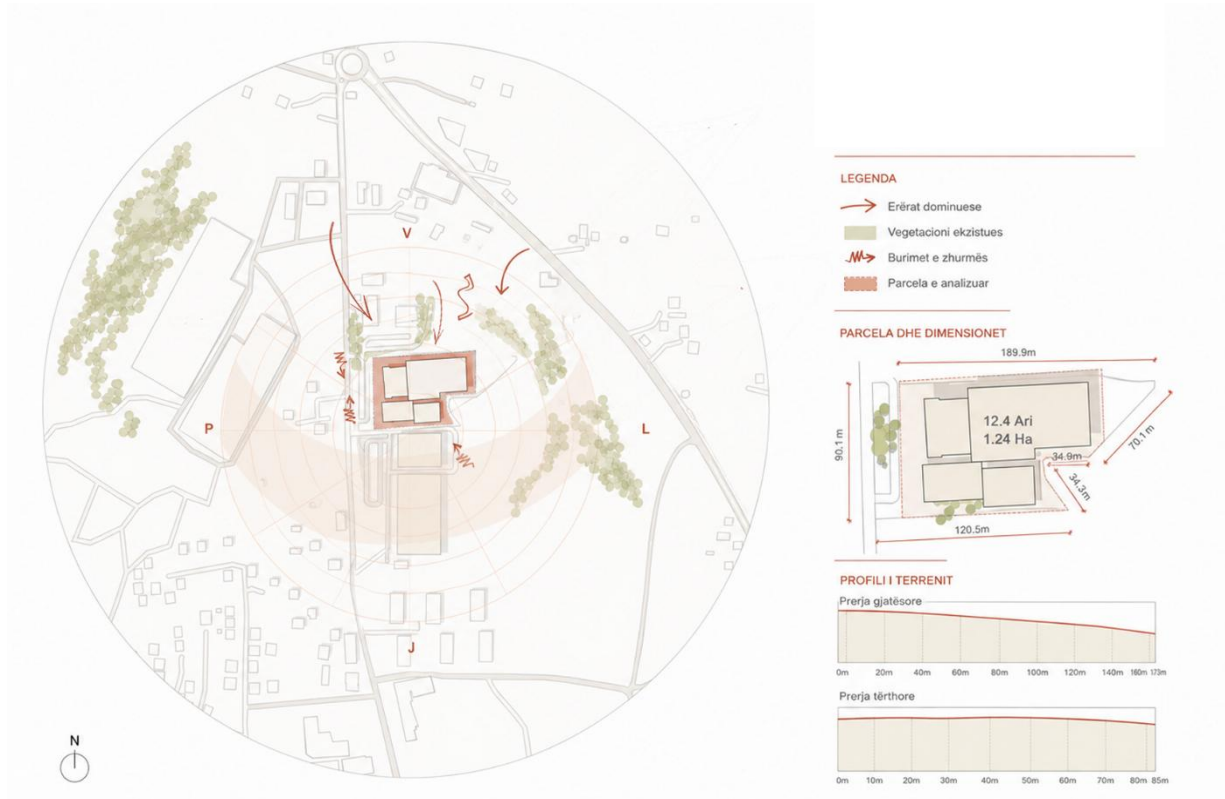 V
P
L
J
N
LEGENDA
Erërat dominuese
Vegetacioni ekzistues
Burimet e zhurmës
Parcela e analizuar
PARCELA DHE DIMENSIONET
189.9m
90.1 m
12.4 Ari
1.24 Ha
70.1m
34.9m
34.3m
120.5m
PROFILI I TERRENIT
Prerja gjatësore
0m 20m 40m 60m 80m 100m 120m 140m 160m 173m
Prerja tërthore
0m 10m 20m 30m 40m 50m 60m 70m 80m 85m